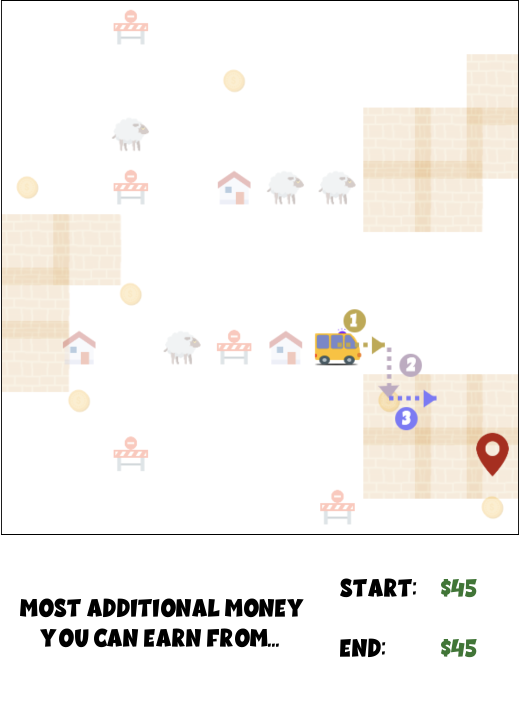 1
2
3
START: $45
MOST ADDITIONAL MONEY
YOU CAN EARN FROM...
END: $45